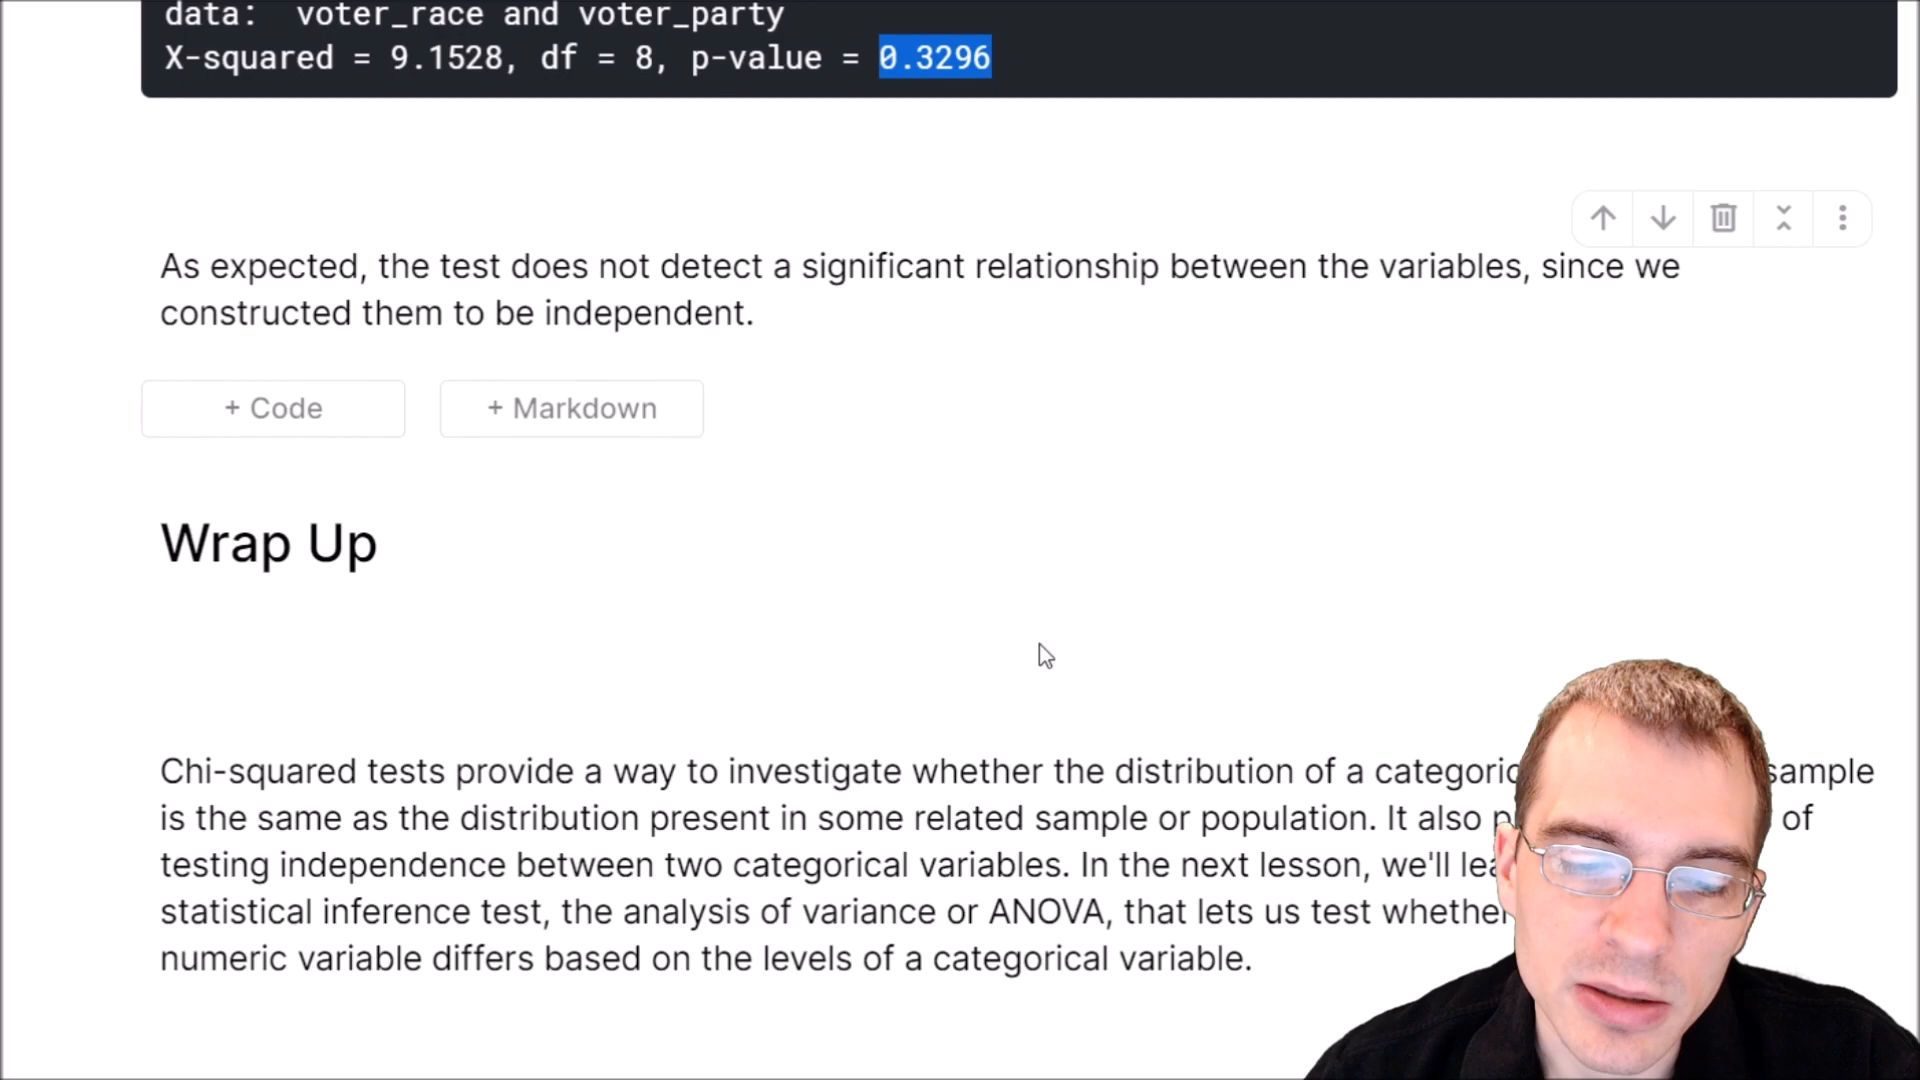 data: voter_race and voter_party
X-squared = 9.1528, df = 8, p-value = 0.3296
As expected, the test does not detect a significant relationship between the variables, since we
constructed them to be independent.
+ Code
+ Markdown
Wrap Up
Chi-squared tests provide a way to investigate whether the distribution of a sample
is the same as the distribution present in some related sample or population. It also of
testing independence between two categorical variables. In the next lesson, we'll
statistical inference test, the analysis of variance or ANOVA, that lets us test whether
numeric variable differs based on the levels of a categorical variable.